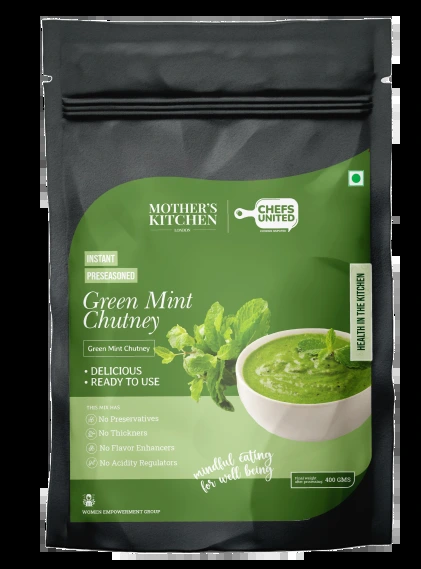 MOTHER'S
KITCHEN
LONDON
CHEFS
UNITED
INSTANT
PRESEASONED
Green Mint
Chutney
Green Mint Chutney
• DELICIOUS
• READY TO USE
THIS MIX HAS
No Preservatives
No Thickners
No Flavor Enhancers
No Acidity Regulators
HEALTH IN THE KITCHEN
mindful eating
for well being
400 GMS
WOMEN EMPOWERMENT GROUP